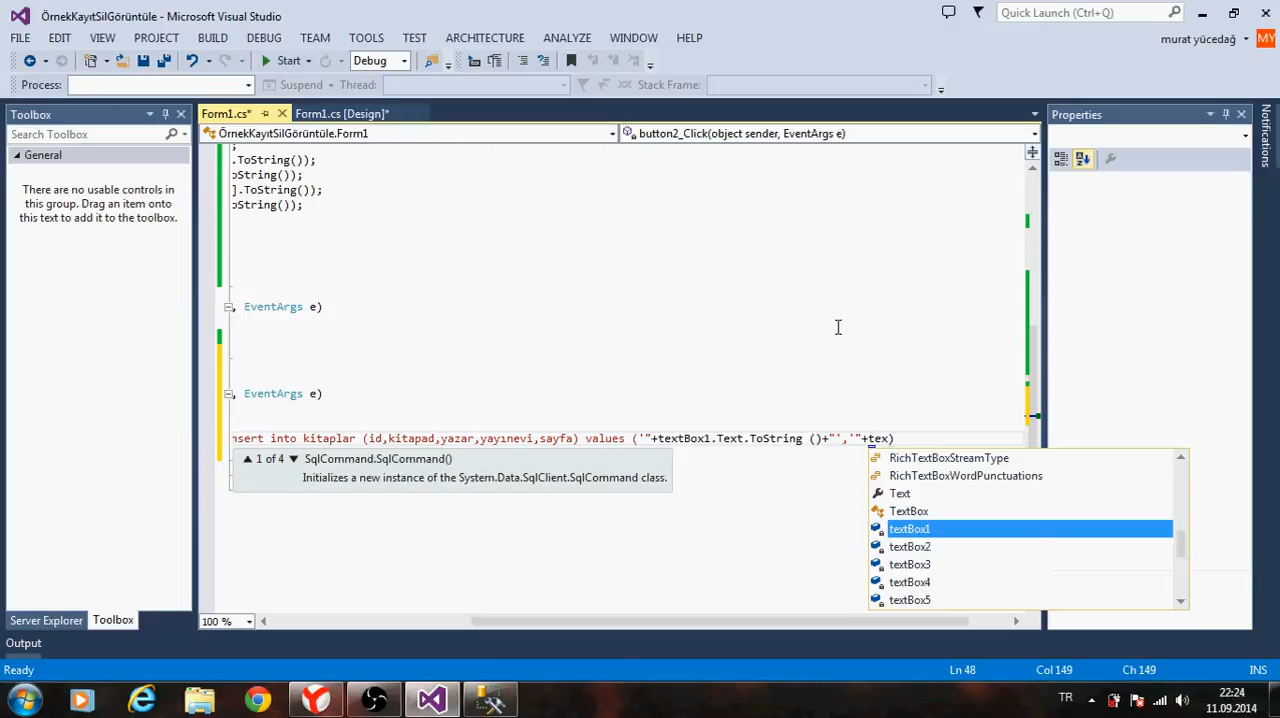 ÖrnekKayıtSilGörüntüle - Microsoft Visual Studio
Quick Launch (Ctrl+Q)
FILE EDIT VIEW PROJECT BUILD DEBUG TEAM TOOLS TEST ARCHITECTURE ANALYZE WINDOW HELP
murat yücedağ MY
Start Debug
Process: Suspend Thread: Stack Frame:
Toolbox
Form1.cs* Form1.cs [Design]*
Properties
Search Toolbox
ÖrnekKayıtSilGörüntüle.Form1
button2_Click(object sender, EventArgs e)
Notifications
General
There are no usable controls in
this group. Drag an item onto
this text to add it to the toolbox.
;
.ToString());
oString());
].ToString());
oString());
, EventArgs e)
, EventArgs e)
nsert into kitaplar (id,kitapad,yazar,yayınevi,sayfa) values ('"+textBox1.Text.ToString ()+"','"+tex)
1 of 4 SqlCommand.SqlCommand()
Initializes a new instance of the System.Data.SqlClient.SqlCommand class.
RichTextBoxStreamType
RichTextBoxWordPunctuations
Text
TextBox
textBox1
textBox2
textBox3
textBox4
textBox5
100 %
Server Explorer Toolbox
Output
Ready Ln 48 Col 149 Ch 149 INS
TR 22:24
11.09.2014